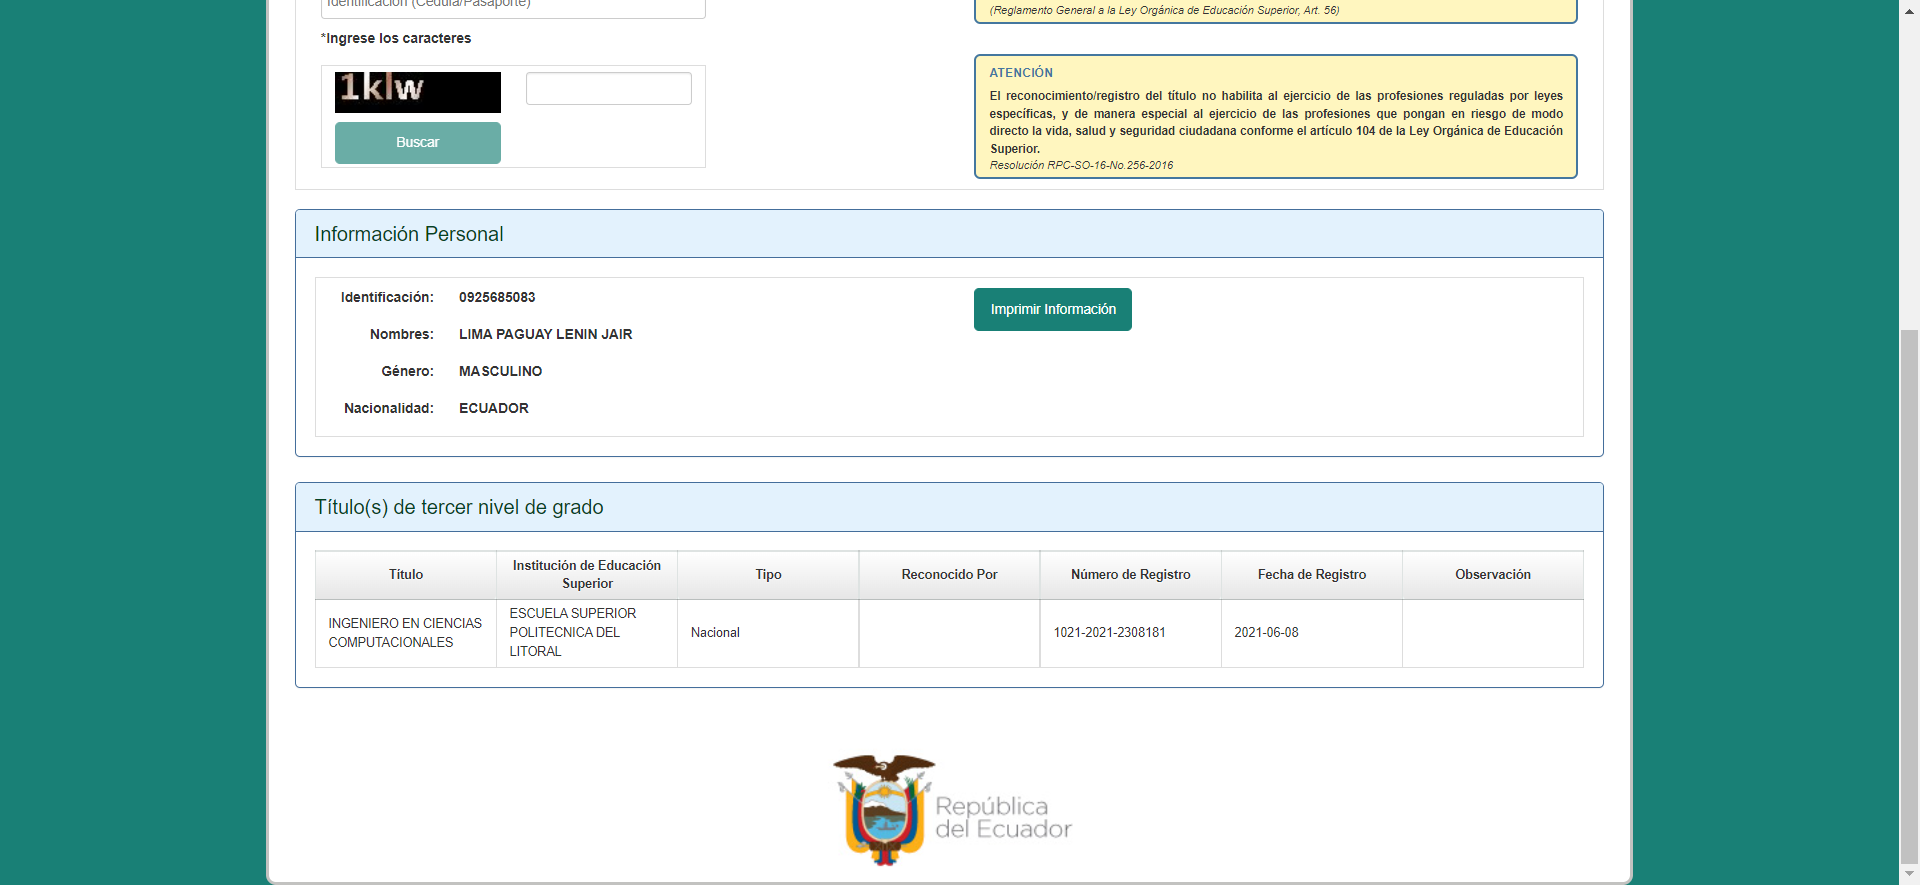 Identificación (Cédula/Pasaporte)
(Reglamento General a la Ley Orgánica de Educación Superior, Art. 56)
*Ingrese los caracteres
1klw
Buscar
ATENCIÓN
El reconocimiento/registro del título no habilita al ejercicio de las profesiones reguladas por leyes
específicas, y de manera especial al ejercicio de las profesiones que pongan en riesgo de modo
directo la vida, salud y seguridad ciudadana conforme el artículo 104 de la Ley Orgánica de Educación
Superior.
Resolución RPC-SO-16-No.256-2016
Información Personal
Identificación: 0925685083
Imprimir Información
Nombres: LIMA PAGUAY LENIN JAIR
Género: MASCULINO
Nacionalidad: ECUADOR
Título(s) de tercer nivel de grado
Título
Institución de Educación
Superior
Tipo
Reconocido Por
Número de Registro
Fecha de Registro
Observación
INGENIERO EN CIENCIAS
COMPUTACIONALES
ESCUELA SUPERIOR
POLITECNICA DEL
LITORAL
Nacional
1021-2021-2308181
2021-06-08
República
del Ecuador